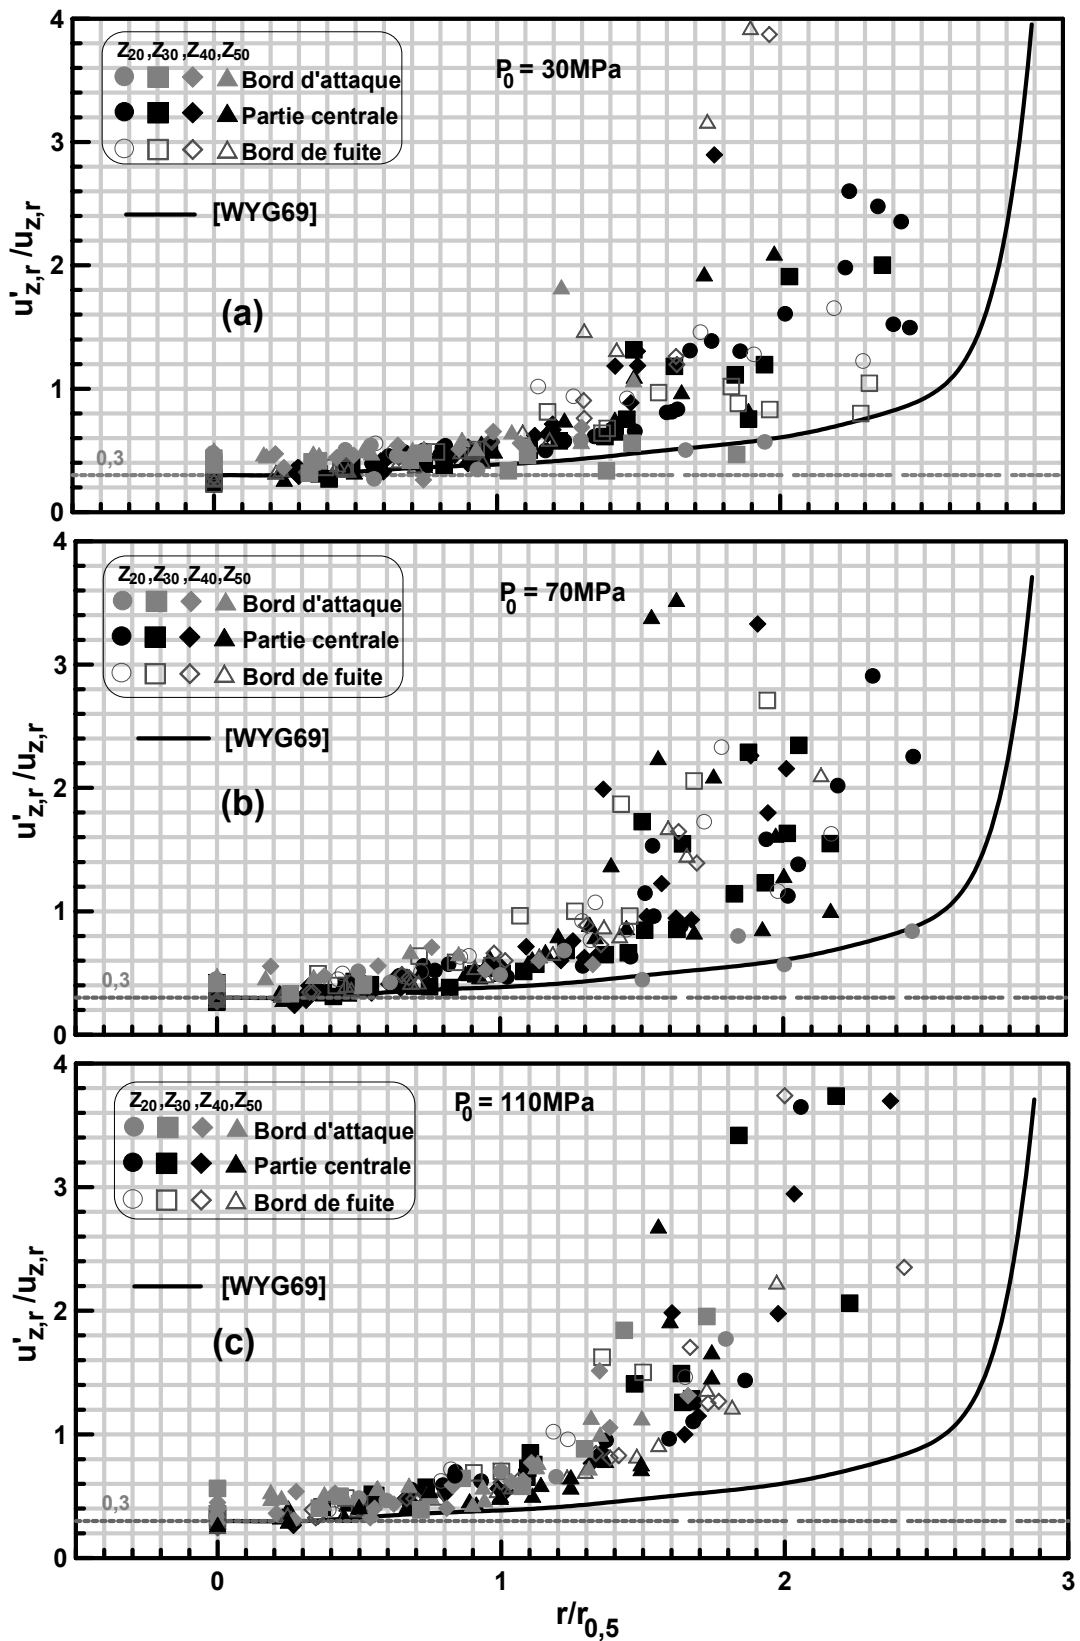 4
3
2
1
0
u'z,r /uz,r
Z20,Z30,Z40,Z50
Bord d'attaque
Partie centrale
Bord de fuite
[WYG69]
P0 = 30MPa
(a)
0,3
4
3
2
1
0
u'z,r /uz,r
Z20,Z30,Z40,Z50
Bord d'attaque
Partie centrale
Bord de fuite
[WYG69]
P0 = 70MPa
(b)
0,3
4
3
2
1
0
u'z,r /uz,r
Z20,Z30,Z40,Z50
Bord d'attaque
Partie centrale
Bord de fuite
[WYG69]
P0 = 110MPa
(c)
0,3
0 1 2 3
r/r0,5